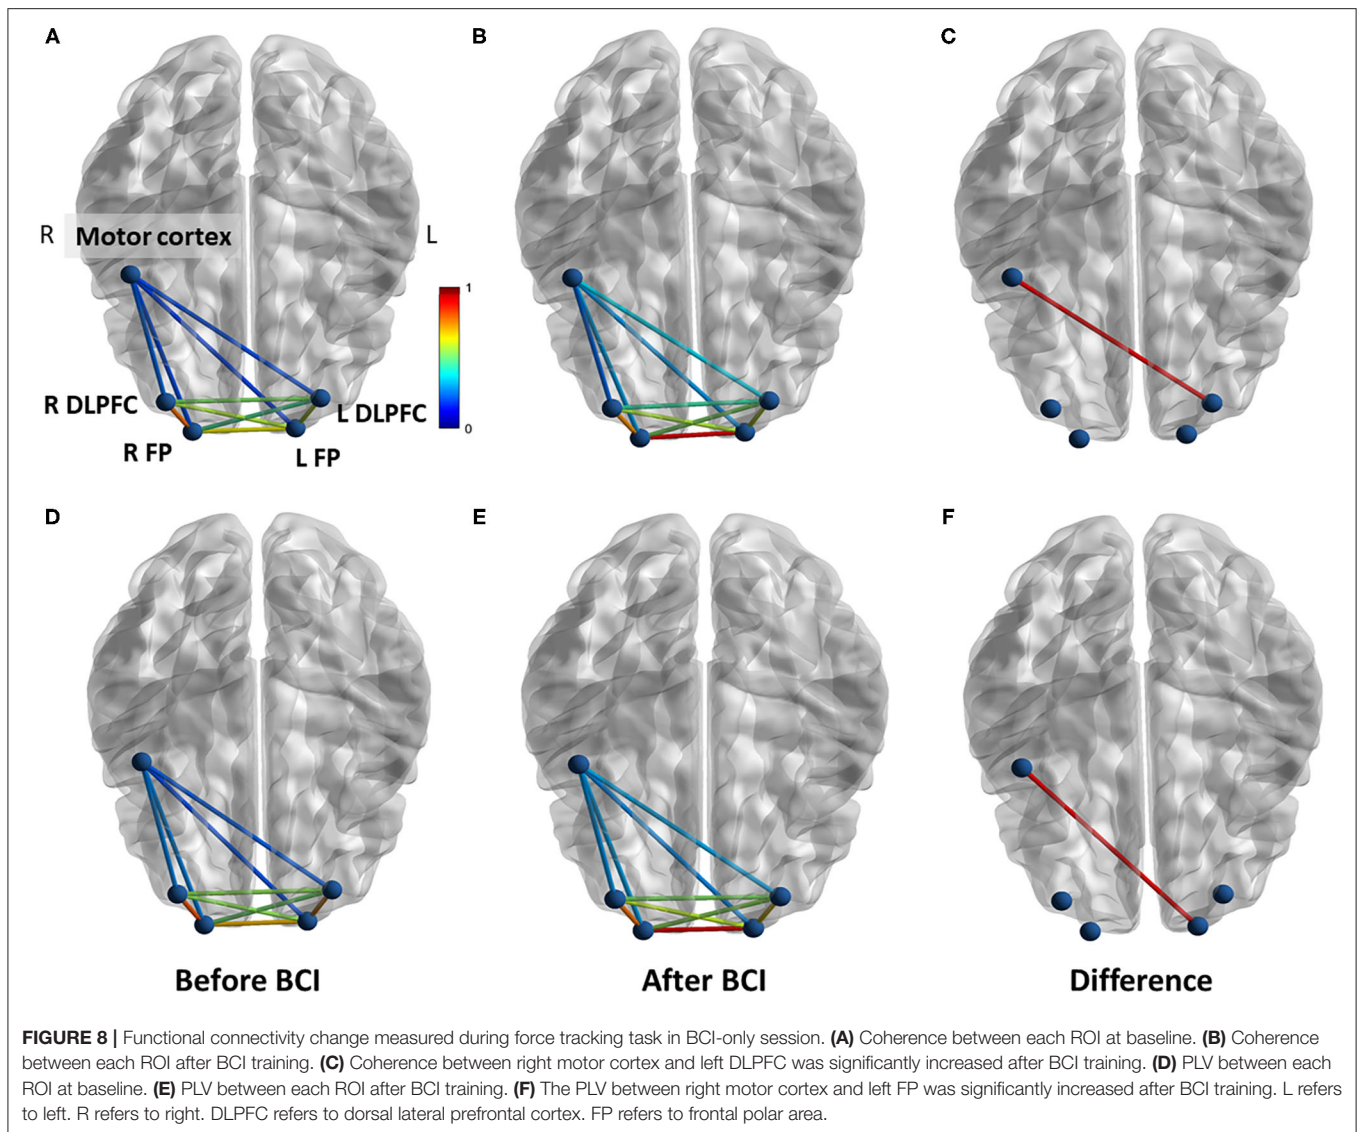 A
B
C
R
Motor cortex
L
1
0
R DLPFC
L DLPFC
R FP
L FP
D
E
F
Before BCI
After BCI
Difference
FIGURE 8 | Functional connectivity change measured during force tracking task in BCI-only session. (A) Coherence between each ROI at baseline. (B) Coherence
between each ROI after BCI training. (C) Coherence between right motor cortex and left DLPFC was significantly increased after BCI training. (D) PLV between each
ROI at baseline. (E) PLV between each ROI after BCI training. (F) The PLV between right motor cortex and left FP was significantly increased after BCI training. L refers
to left. R refers to right. DLPFC refers to dorsal lateral prefrontal cortex. FP refers to frontal polar area.